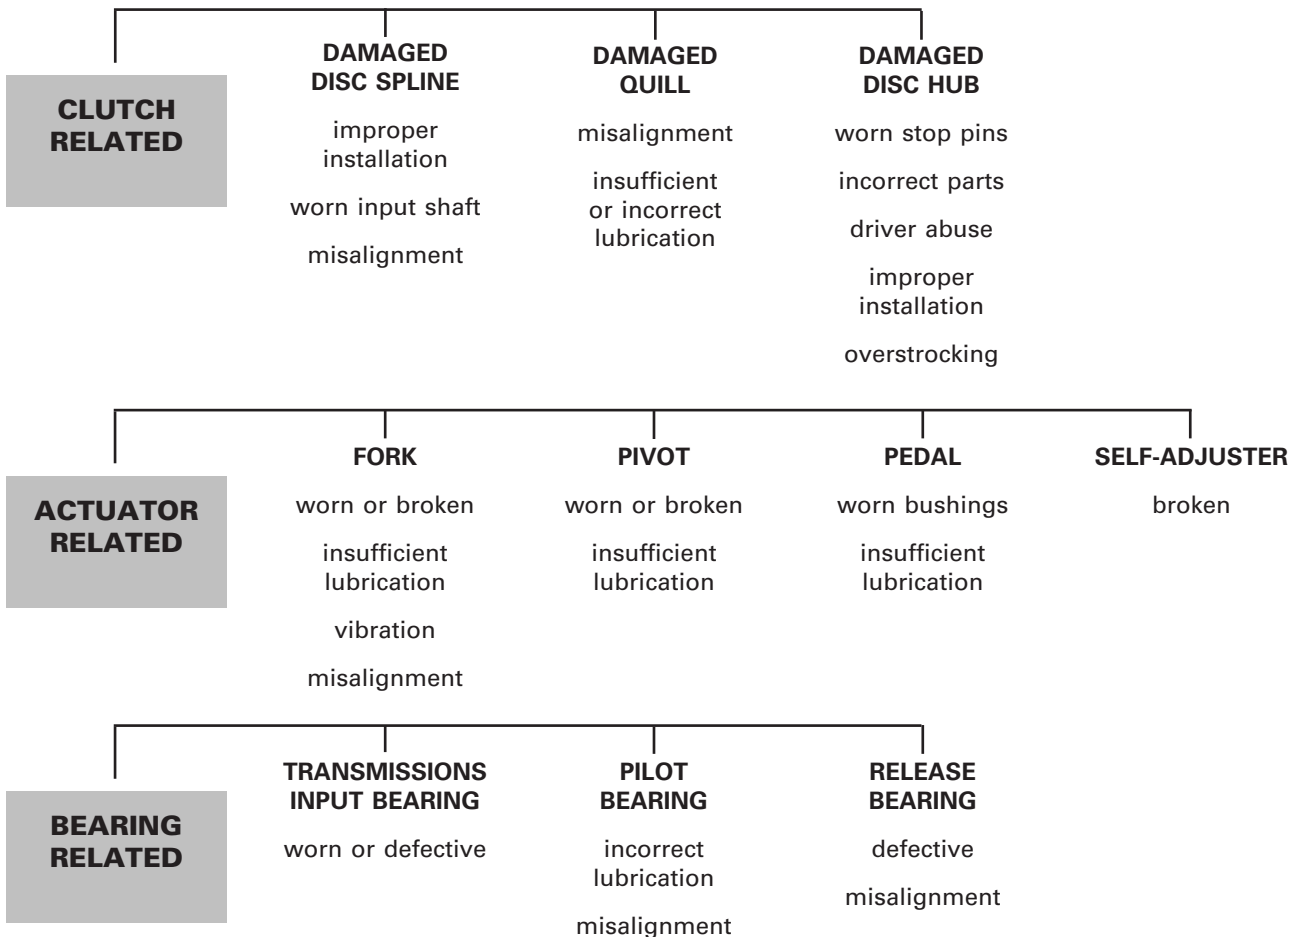 CLUTCH
RELATED
DAMAGED
DISC SPLINE
improper
installation
worn input shaft
misalignment
DAMAGED
QUILL
misalignment
insufficient
or incorrect
lubrication
DAMAGED
DISC HUB
worn stop pins
incorrect parts
driver abuse
improper
installation
overstrocking
ACTUATOR
RELATED
FORK
worn or broken
insufficient
lubrication
vibration
misalignment
PIVOT
worn or broken
insufficient
lubrication
PEDAL
worn bushings
insufficient
lubrication
SELF-ADJUSTER
broken
BEARING
RELATED
TRANSMISSIONS
INPUT BEARING
worn or defective
PILOT
BEARING
incorrect
lubrication
misalignment
RELEASE
BEARING
defective
misalignment